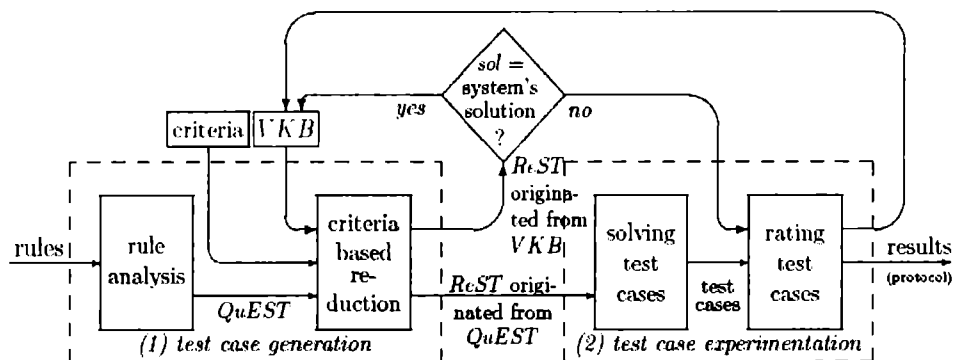 sol =
system's
solution
?
yes
no
criteria
VKB
ReST
origina-
ted from
VKB
rules
rule
analysis
criteria
based
re-
duction
QuEST
ReST origi-
nated from
QuEST
solving
test
cases
test
cases
rating
test
cases
results
(protocol)
(1) test case generation
(2) test case experimentation